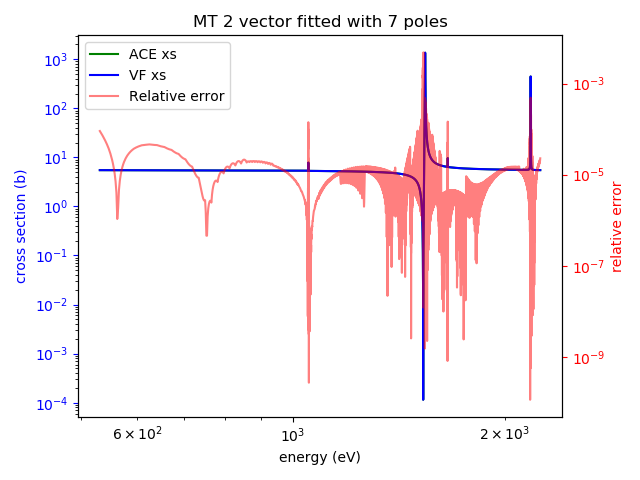 MT 2 vector fitted with 7 poles
ACE xs
VF xs
Relative error
cross section (b)
10³
10²
10¹
10⁰
10⁻¹
10⁻²
10⁻³
10⁻⁴
10⁻³
10⁻⁵
10⁻⁷
10⁻⁹
relative error
6 × 10²
10³
2 × 10³
energy (eV)